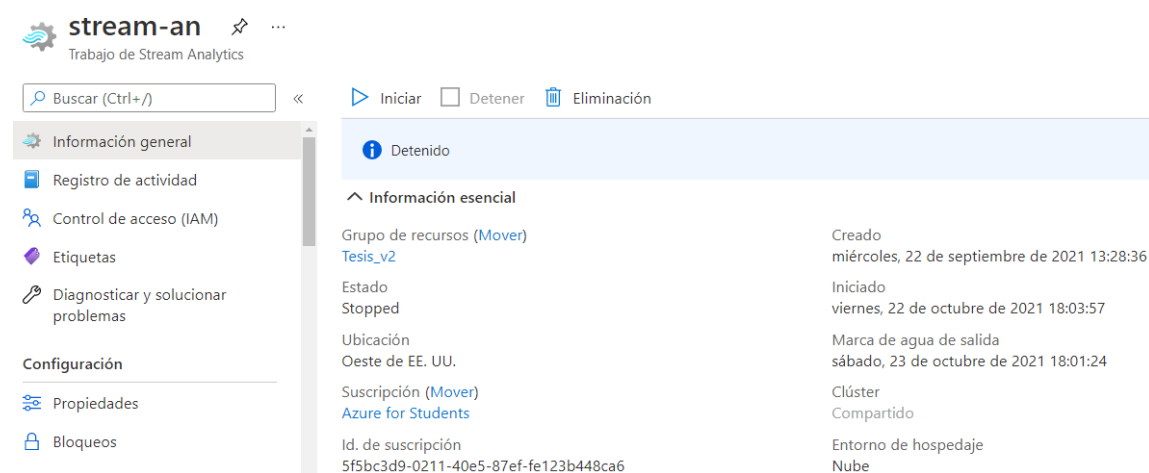 stream-an ...
Trabajo de Stream Analytics
Buscar (Ctrl+/)
«
Iniciar Detener Eliminación
Información general
Registro de actividad
Control de acceso (IAM)
Etiquetas
Diagnosticar y solucionar
problemas
Configuración
Propiedades
Bloqueos
Detenido
Información esencial
Grupo de recursos (Mover)
Tesis_v2
Estado
Stopped
Ubicación
Oeste de EE. UU.
Suscripción (Mover)
Azure for Students
Id. de suscripción
5f5bc3d9-0211-40e5-87ef-fe123b448ca6
Creado
miércoles, 22 de septiembre de 2021 13:28:36
Iniciado
viernes, 22 de octubre de 2021 18:03:57
Marca de agua de salida
sábado, 23 de octubre de 2021 18:01:24
Clúster
Compartido
Entorno de hospedaje
Nube